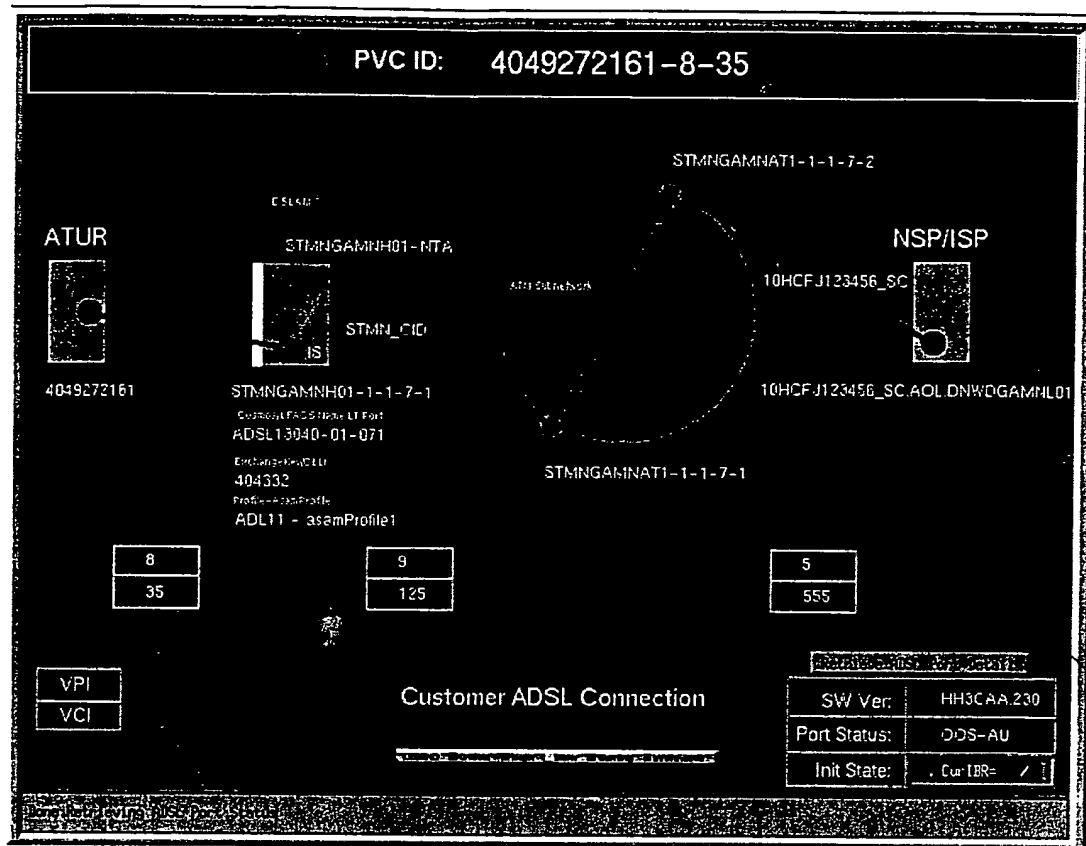 PVC ID: 4049272161-8-35
STMNGAMNAT1-1-1-7-2
ATUR
STMNGAMNH01-NTA
NSP/ISP
10HCFJ123456_SC
STMN_CID
IS
4049272161
STMNGAMNH01-1-1-7-1
10HCFJ123456_SC.AOL.DNWDGAMNL01
ADSL13040-01-071
STMNGAMNAT1-1-1-7-1
404332
ADL11 - asamProfile1
8
9
5
35
125
555
VPI
VCI
Customer ADSL Connection
SW Ver: HH3CAA.230
Port Status: OOS-AU
Init State: . CurIBR= /